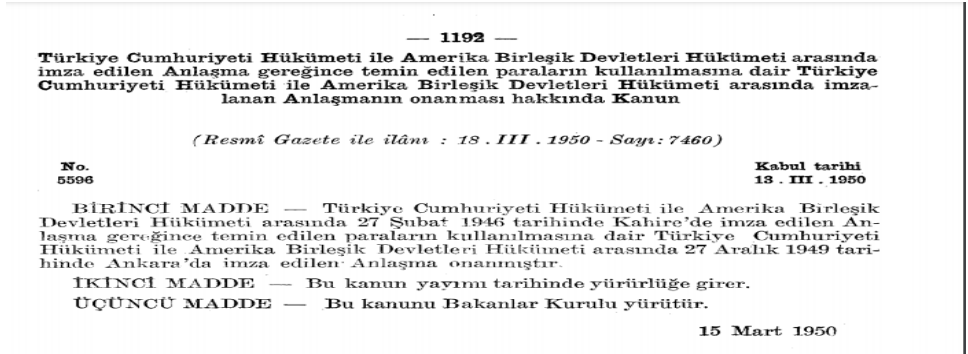 — 1192 —
Türkiye Cumhuriyeti Hükümeti ile Amerika Birleşik Devletleri Hükümeti arasında
imza edilen Anlaşma gereğince temin edilen paraların kullanılmasına dair Türkiye
Cumhuriyeti Hükümeti ile Amerika Birleşik Devletleri Hükümeti arasında imza-
lanan Anlaşmanın onanması hakkında Kanun
(Resmî Gazete ile ilânı : 18 . III . 1950 - Sayı: 7460)
No. Kabul tarihi
5596 13 . III . 1950
BİRİNCİ MADDE — Türkiye Cumhuriyeti Hükümeti ile Amerika Birleşik
Devletleri Hükümeti arasında 27 Şubat 1946 tarihinde Kahire'de imza edilen An-
laşma gereğince temin edilen paraların kullanılmasına dair Türkiye Cumhuriyeti
Hükümeti ile Amerika Birleşik Devletleri Hükümeti arasında 27 Aralık 1949 tari-
hinde Ankara'da imza edilen Anlaşma onanmıştır.
İKİNCİ MADDE — Bu kanun yayımı tarihinde yürürlüğe girer.
ÜÇÜNCÜ MADDE — Bu kanunu Bakanlar Kurulu yürütür.
15 Mart 1950